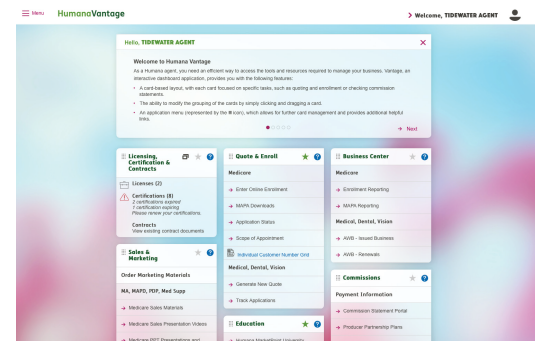 Menu
HumanaVantage
Welcome, TIDEWATER AGENT
Hello, TIDEWATER AGENT
Welcome to Humana Vantage
As a Humana agent, you need an efficient way to access the tools and resources required to manage your business. Vantage, an
interactive dashboard application, provides you with the following features:
• A card-based layout, with each card focused on specific tasks, such as quoting and enrollment or checking commission
statements.
• The ability to modify the grouping of the cards by simply clicking and dragging a card.
• An application menu (represented by the icon), which allows for further card management and provides additional helpful
links.
Next
Licensing,
Certification &
Contracts
Licenses (2)
Certifications (8)
2 certifications expired
1 certification expiring
Please review your certifications.
Contracts
View existing contract documents
Sales &
Marketing
Order Marketing Materials
MA, MAPD, PDP, Med Supp
Medicare Sales Materials
Medicare Sales Presentation Videos
Medicare PPT Presentations and
Quote & Enroll
Medicare
Enter Online Enrollment
MAPA Downloads
Application Status
Scope of Appointment
Individual Customer Number Grid
Medical, Dental, Vision
Generate New Quote
Track Applications
Education
Humana MarketPoint University
Business Center
Medicare
Enrollment Reporting
MAPA Reporting
Medical, Dental, Vision
AWB - Issued Business
AWB - Renewals
Commissions
Payment Information
Commission Statement Portal
Producer Partnership Plans